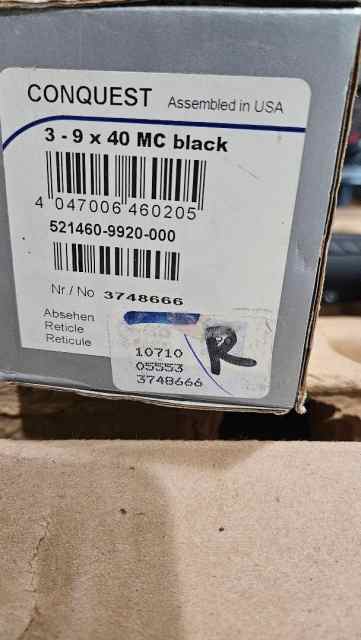 CONQUEST Assembled in USA
3 - 9 x 40 MC black
4 047006 460205
521460-9920-000
Nr./ No 3748666
Absehen
Reticle
Reticule
R
10710
05553
3748666